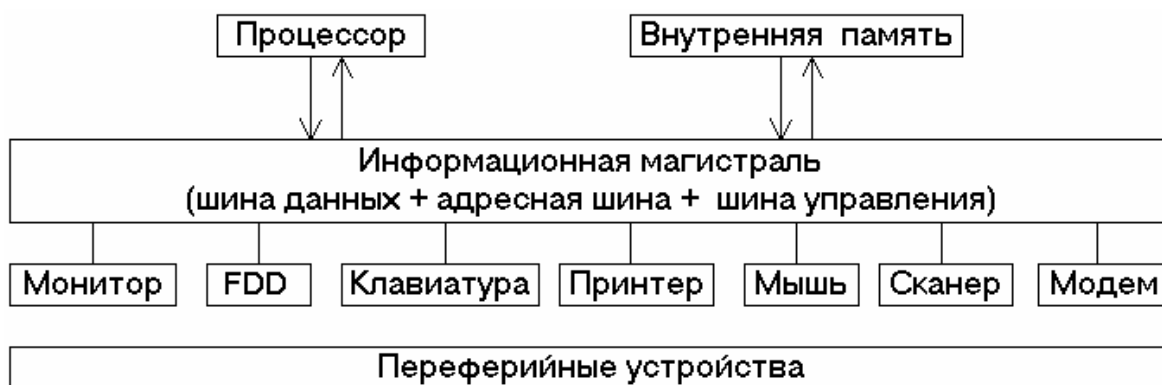 Процессор
Внутренняя память
Информационная магистраль
(шина данных + адресная шина + шина управления)
Монитор
FDD
Клавиатура
Принтер
Мышь
Сканер
Модем
Переферийные устройства